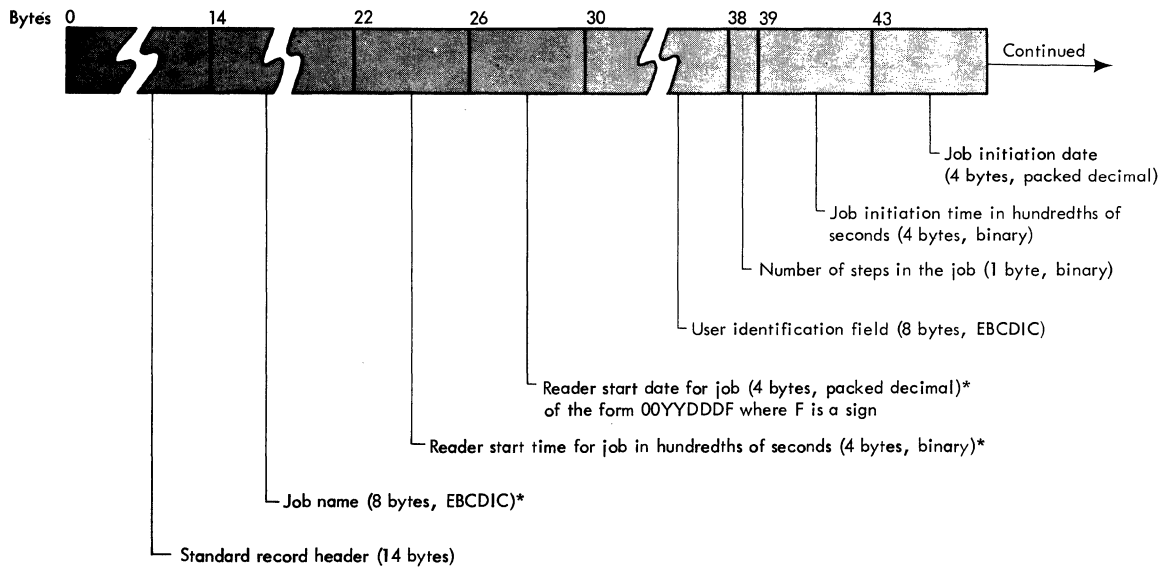 Bytes 0 14 22 26 30 38 39 43
Continued
Job initiation date
(4 bytes, packed decimal)
Job initiation time in hundredths of
seconds (4 bytes, binary)
Number of steps in the job (1 byte, binary)
User identification field (8 bytes, EBCDIC)
Reader start date for job (4 bytes, packed decimal)*
of the form 00YYDDDF where F is a sign
Reader start time for job in hundredths of seconds (4 bytes, binary)*
Job name (8 bytes, EBCDIC)*
Standard record header (14 bytes)